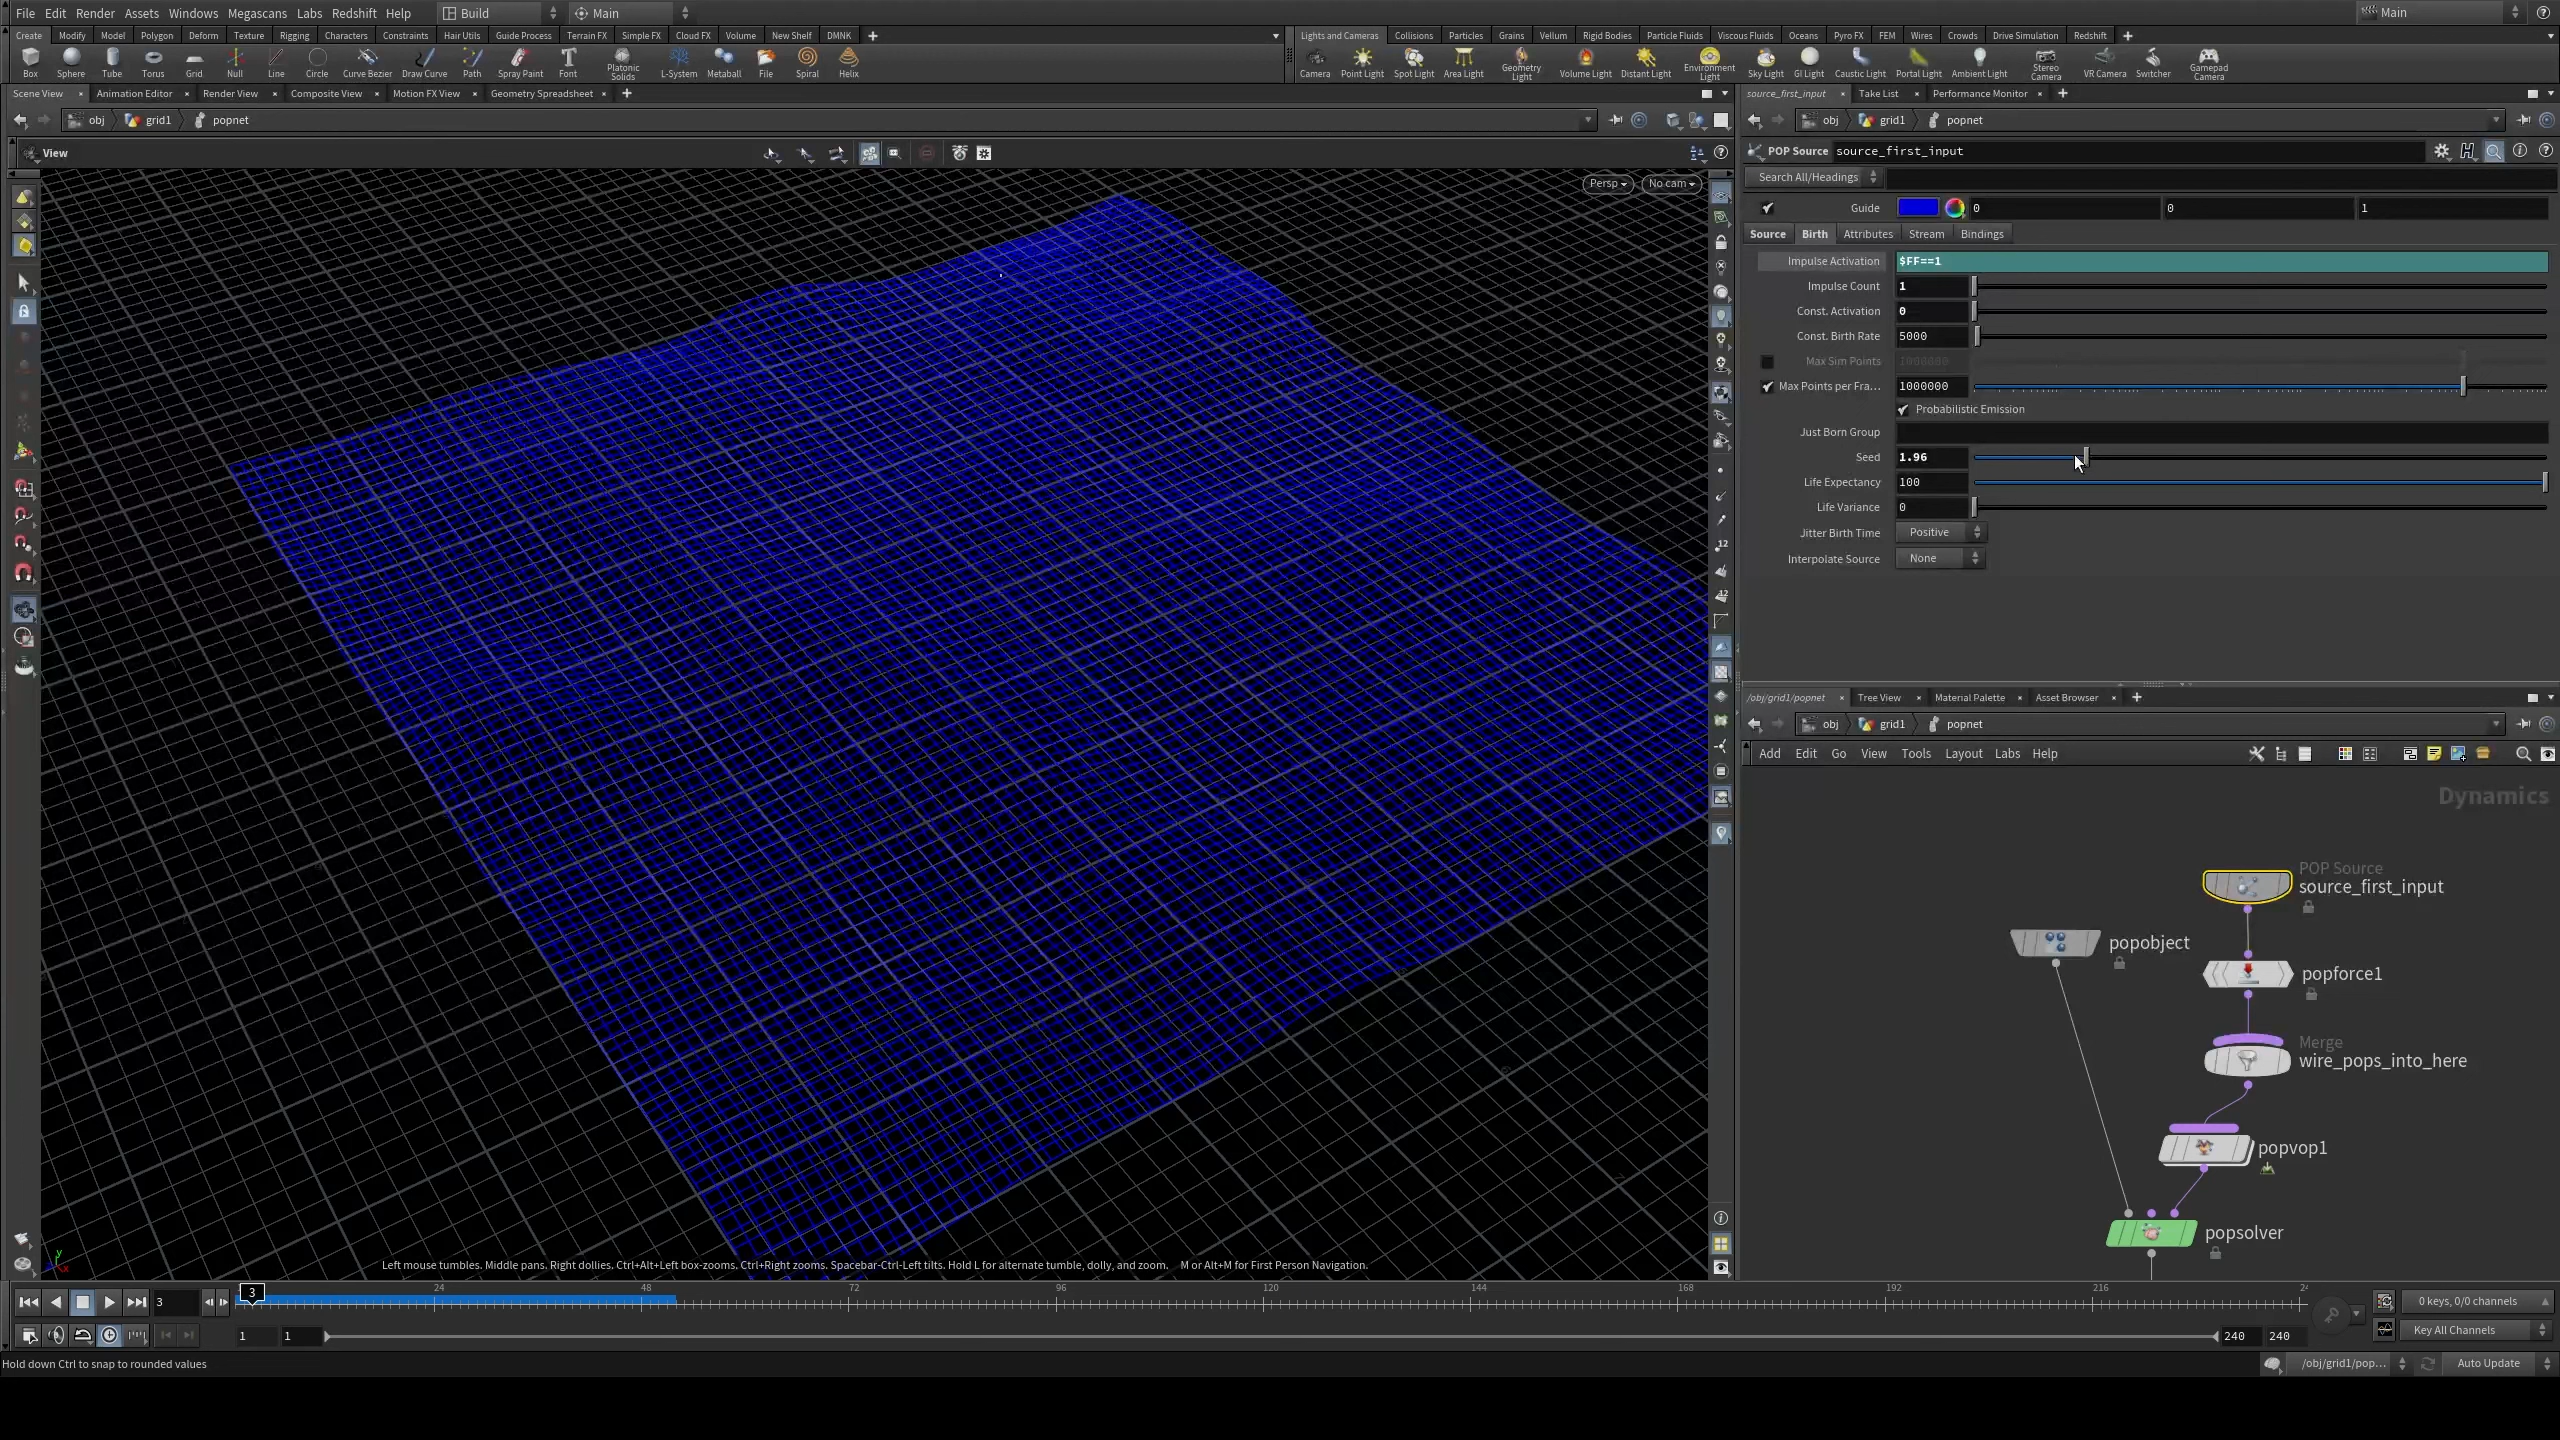 File Edit Render Assets Windows Megascans Labs Redshift Help Build Main Main
Create Modify Model Polygon Deform Texture Rigging Characters Constraints Hair Utils Guide Process Terrain FX Simple FX Cloud FX Volume New Shelf DMNK
Lights and Cameras Collisions Particles Grains Vellum Rigid Bodies Particle Fluids Viscous Fluids Oceans Pyro FX FEM Wires Crowds Drive Simulation Redshift
Box Sphere Tube Torus Grid Null Line Circle Curve Bezier Draw Curve Path Spray Paint Font Platonic Solids L-System Metaball File Spiral Helix
Camera Point Light Spot Light Area Light Geometry Light Volume Light Distant Light Environment Light Sky Light GI Light Caustic Light Portal Light Ambient Light Stereo Camera VR Camera Switcher Gamepad Camera
Scene View Animation Editor Render View Composite View Motion FX View Geometry Spreadsheet
source_first_input Take List Performance Monitor
obj grid1 popnet
obj grid1 popnet
View
POP Source source_first_input
Search All/Headings
Persp No cam
Guide 0 0 1
Source Birth Attributes Stream Bindings
Impulse Activation $FF==1
Impulse Count 1
Const. Activation 0
Const. Birth Rate 5000
Max Sim Points 1000000
Max Points per Fra... 1000000
Probabilistic Emission
Just Born Group
Seed 1.96
Life Expectancy 100
Life Variance 0
Jitter Birth Time Positive
Interpolate Source None
/obj/grid1/popnet Tree View Material Palette Asset Browser
obj grid1 popnet
Add Edit Go View Tools Layout Labs Help
Dynamics
POP Source
source_first_input
popobject
popforce1
Merge
wire_pops_into_here
popvop1
popsolver
Left mouse tumbles. Middle pans. Right dollies. Ctrl+Alt+Left box-zooms. Ctrl+Right zooms. Spacebar-Ctrl-Left tilts. Hold L for alternate tumble, dolly, and zoom. M or Alt+M for First Person Navigation.
3 3 24 48 72 96 120 144 168 192 216
0 keys, 0/0 channels
1 1 240 240
Key All Channels
Hold down Ctrl to snap to rounded values
/obj/grid1/pop... Auto Update